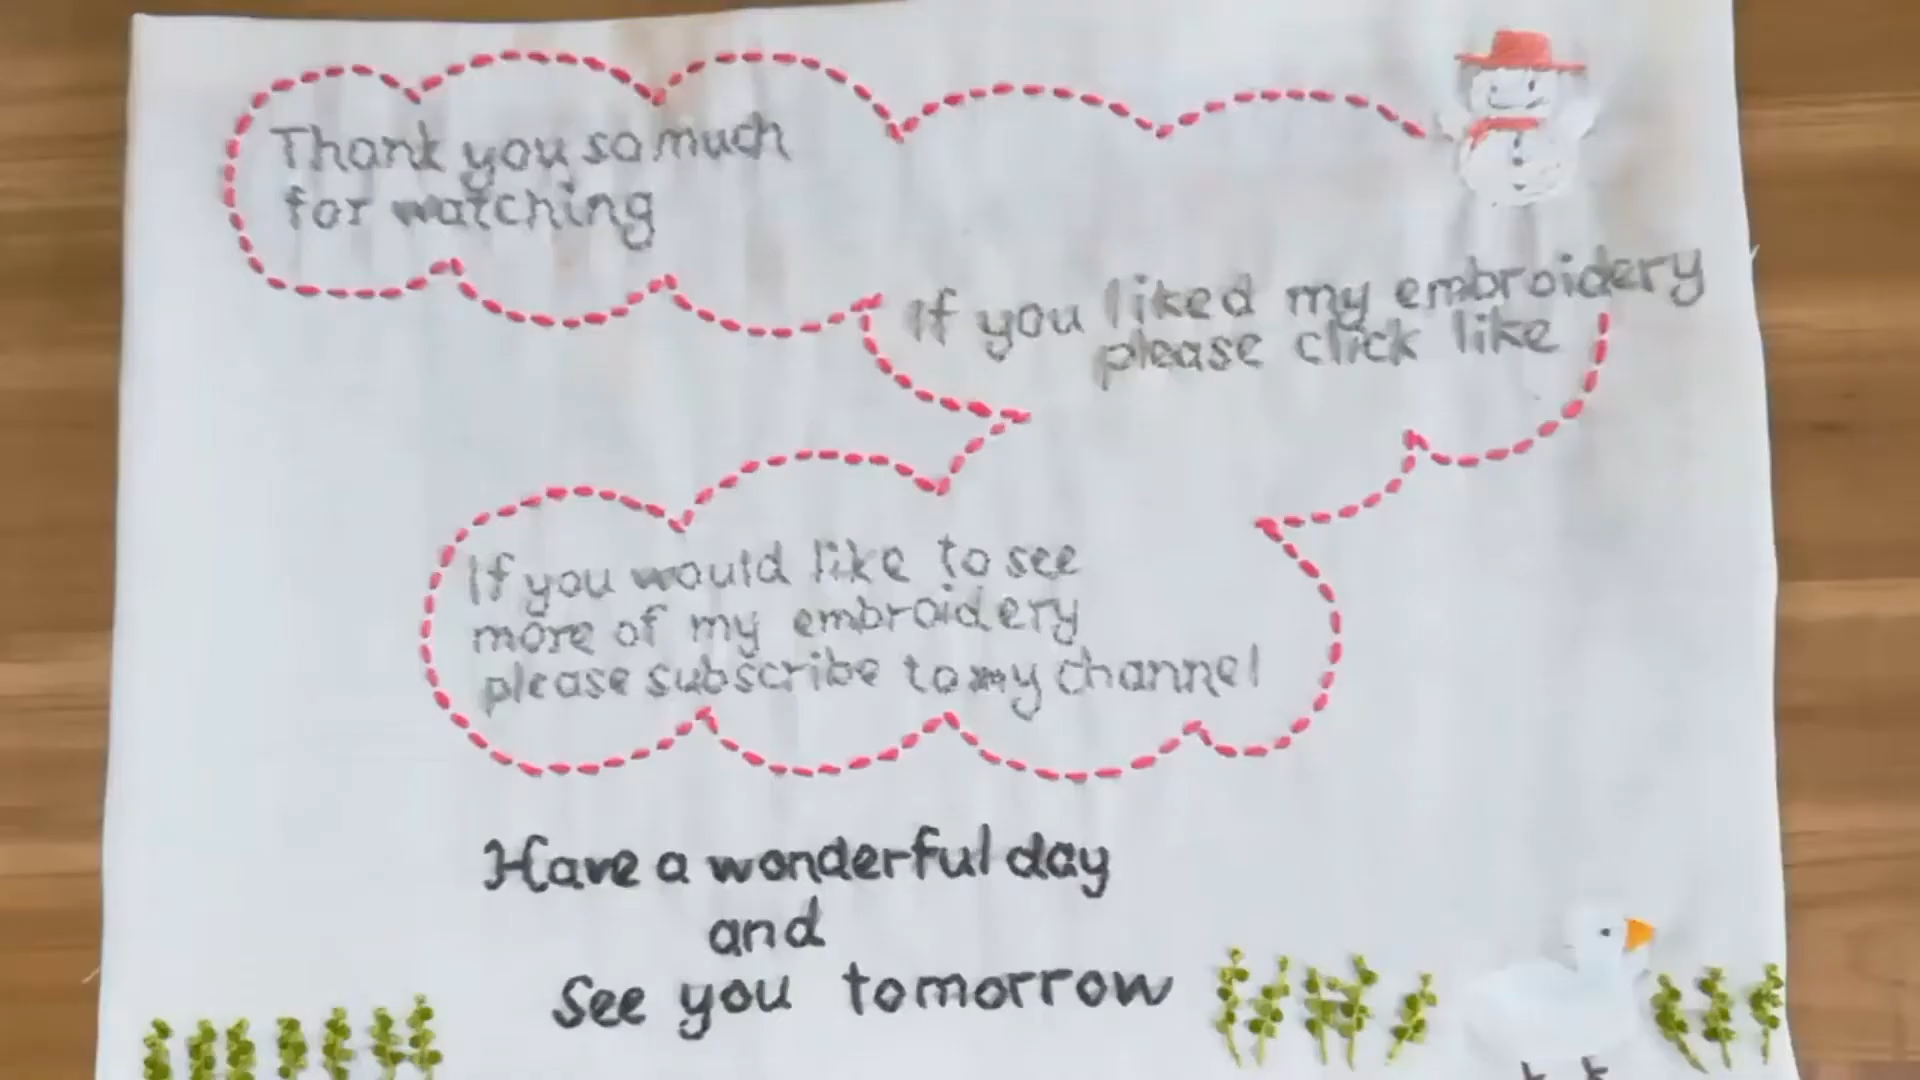 Thank you so much
for watching
If you liked my embroidery
please click like
If you would like to see
more of my embroidery
please subscribe to my channel
Have a wonderful day
and
See you tomorrow